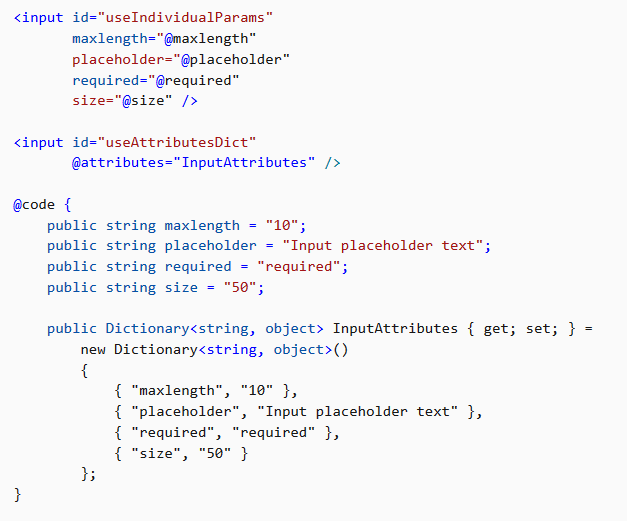 <input id="useIndividualParams"
       maxlength="@maxlength"
       placeholder="@placeholder"
       required="@required"
       size="@size" />

<input id="useAttributesDict"
       @attributes="InputAttributes" />

@code {
    public string maxlength = "10";
    public string placeholder = "Input placeholder text";
    public string required = "required";
    public string size = "50";

    public Dictionary<string, object> InputAttributes { get; set; } =
        new Dictionary<string, object>()
        {
            { "maxlength", "10" },
            { "placeholder", "Input placeholder text" },
            { "required", "required" },
            { "size", "50" }
        };
}